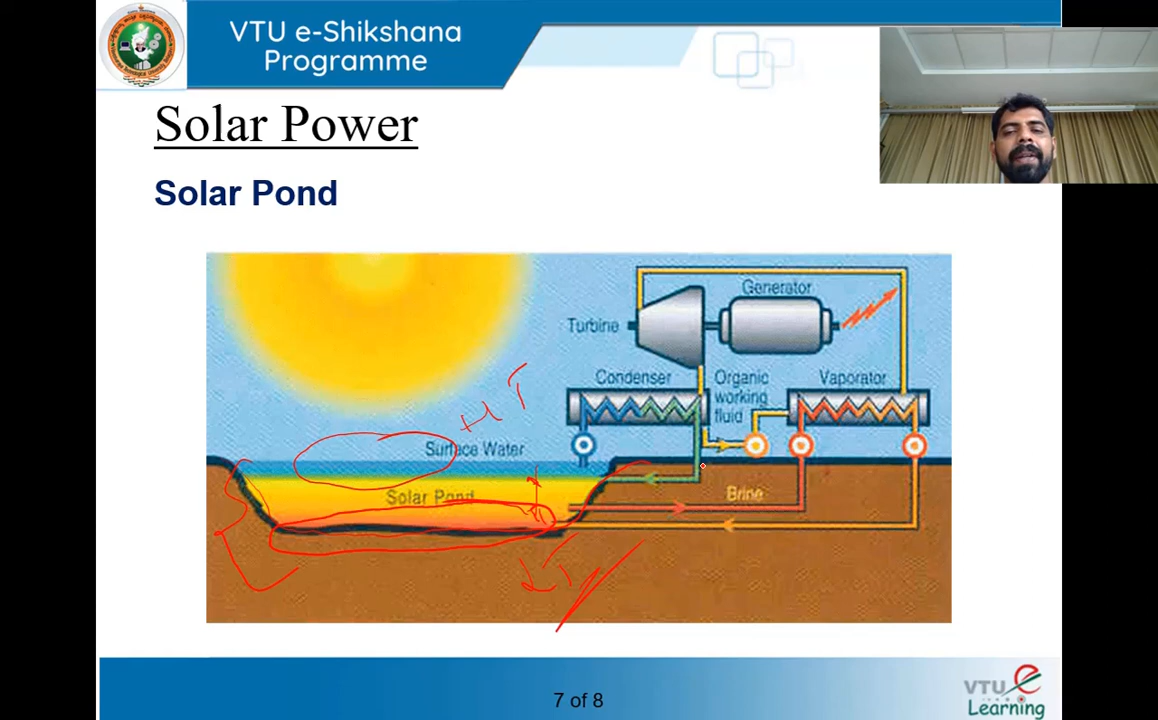 VTU e-Shikshana
Programme
Solar Power
Solar Pond
Generator
Turbine
Condenser
Organic
working
fluid
Vaporator
HT
Surface Water
Solar Pond
Brine
7 of 8
VTU e
Learning